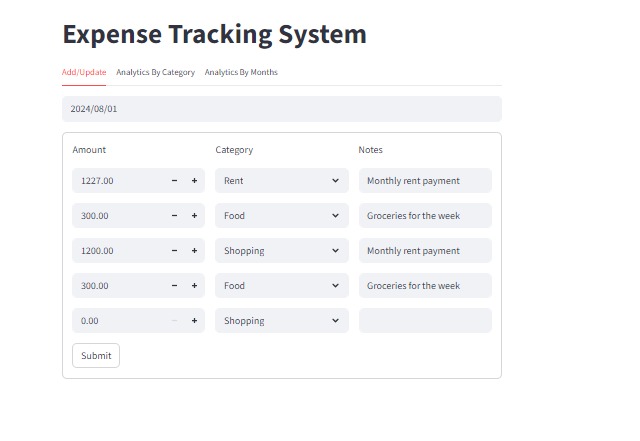 Expense Tracking System
Add/Update Analytics By Category Analytics By Months
2024/08/01
Amount Category Notes
1227.00 Rent Monthly rent payment
300.00 Food Groceries for the week
1200.00 Shopping Monthly rent payment
300.00 Food Groceries for the week
0.00 Shopping
Submit